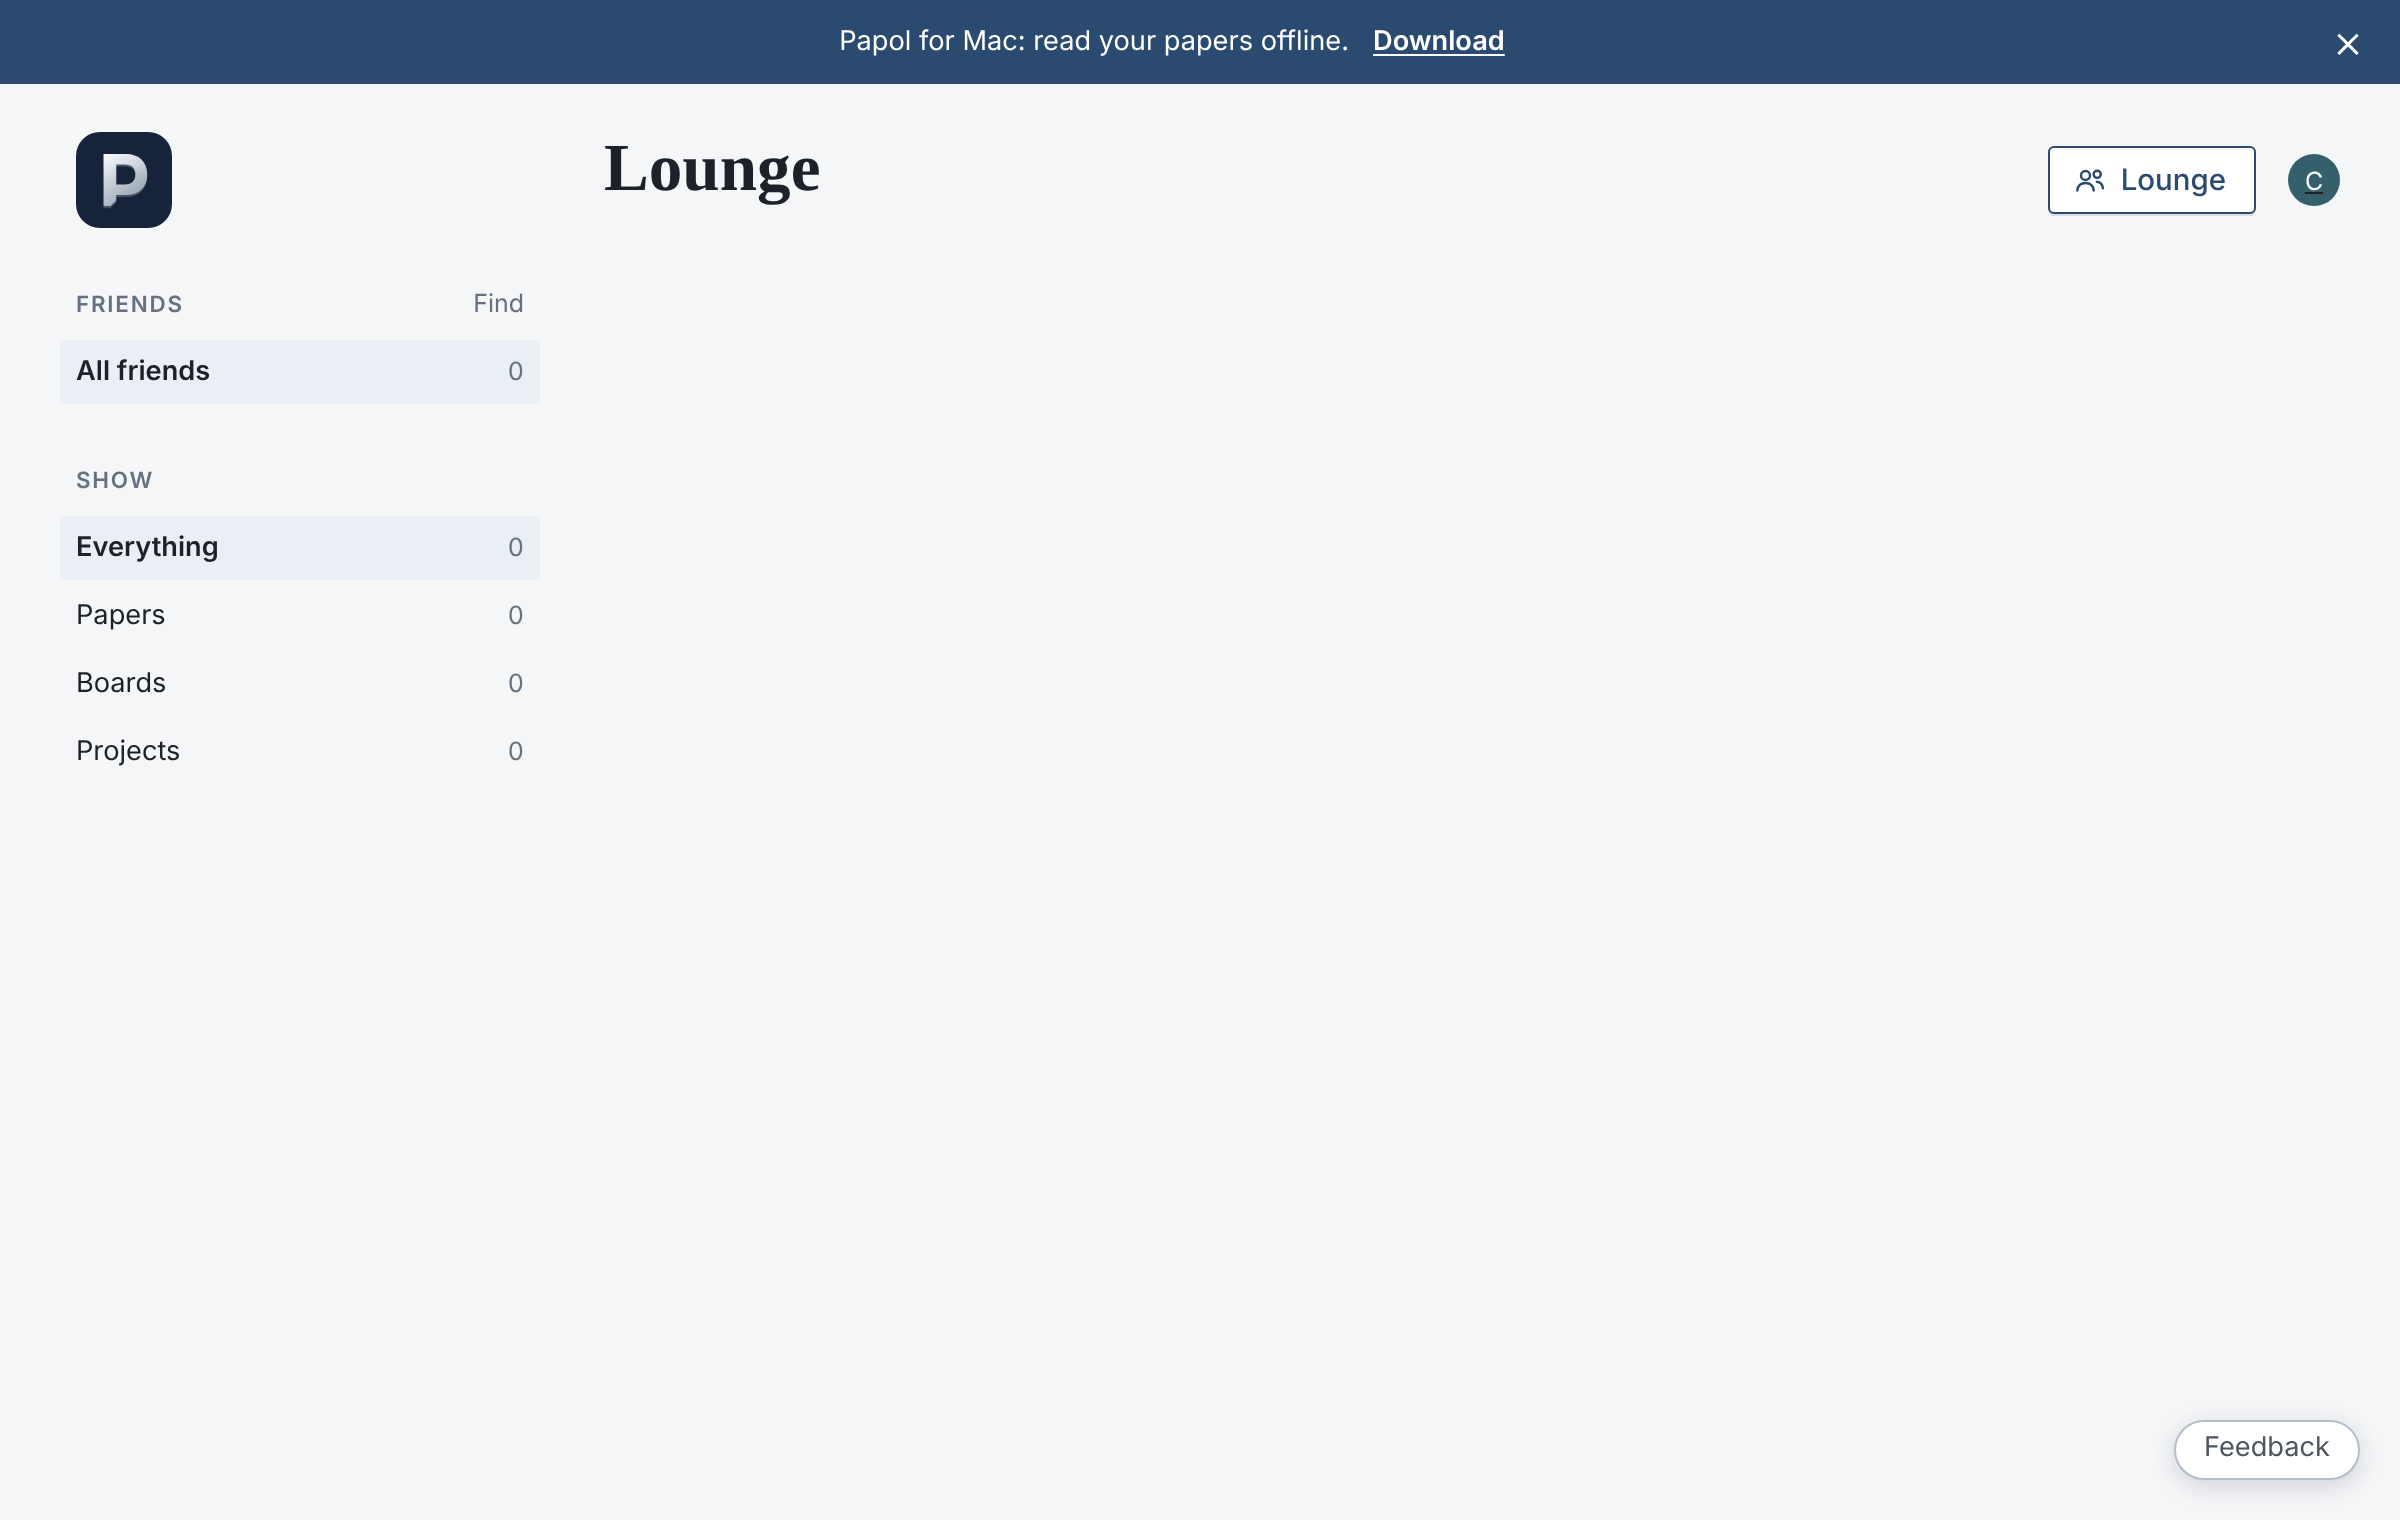 Papol for Mac: read your papers offline. Download
P
Lounge
Lounge
C
FRIENDS Find
All friends 0
SHOW
Everything 0
Papers 0
Boards 0
Projects 0
Feedback